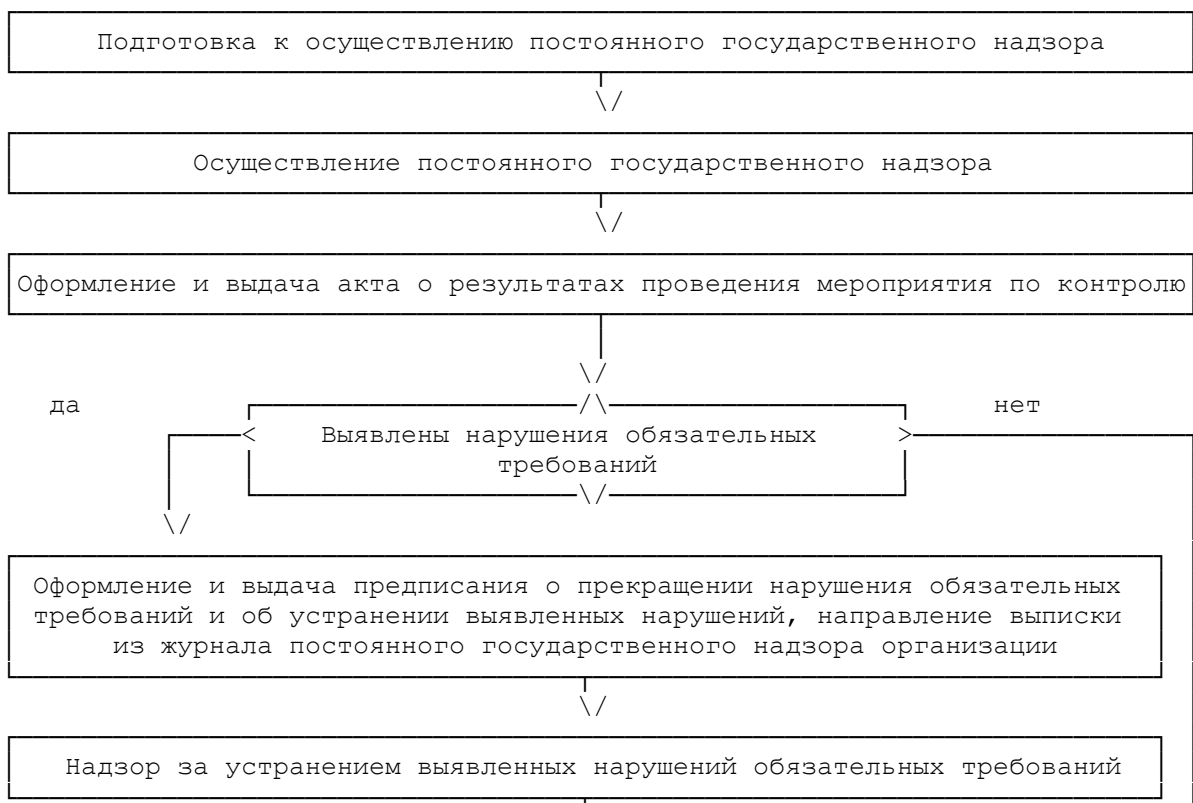 Подготовка к осуществлению постоянного государственного надзора
Осуществление постоянного государственного надзора
Оформление и выдача акта о результатах проведения мероприятия по контролю
да
нет
Выявлены нарушения обязательных
требований
Оформление и выдача предписания о прекращении нарушения обязательных
требований и об устранении выявленных нарушений, направление выписки
из журнала постоянного государственного надзора организации
Надзор за устранением выявленных нарушений обязательных требований